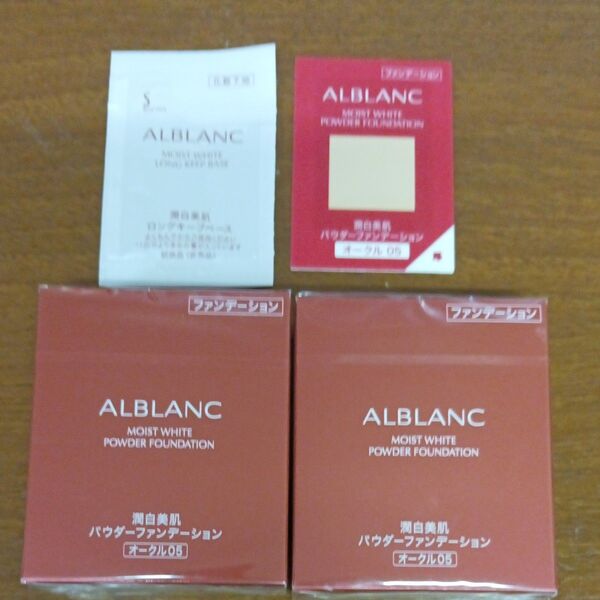 化粧下地
S
ALBLANC
MOIST WHITE
LONG KEEP BASE
潤白美肌
ロングキープベース
ファンデーション
ALBLANC
MOIST WHITE
POWDER FOUNDATION
潤白美肌
パウダーファンデーション
オークル 05
ファンデーション
ALBLANC
MOIST WHITE
POWDER FOUNDATION
潤白美肌
パウダーファンデーション
オークル05
ファンデーション
ALBLANC
MOIST WHITE
POWDER FOUNDATION
潤白美肌
パウダーファンデーション
オークル05